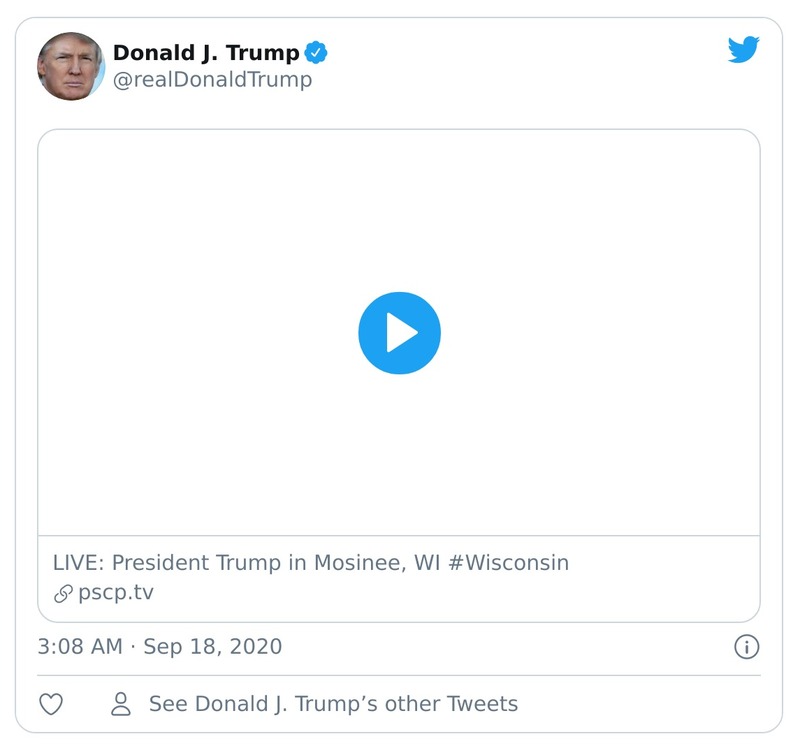 Donald J. Trump
@realDonaldTrump
LIVE: President Trump in Mosinee, WI #Wisconsin
pscp.tv
3:08 AM · Sep 18, 2020
See Donald J. Trump’s other Tweets